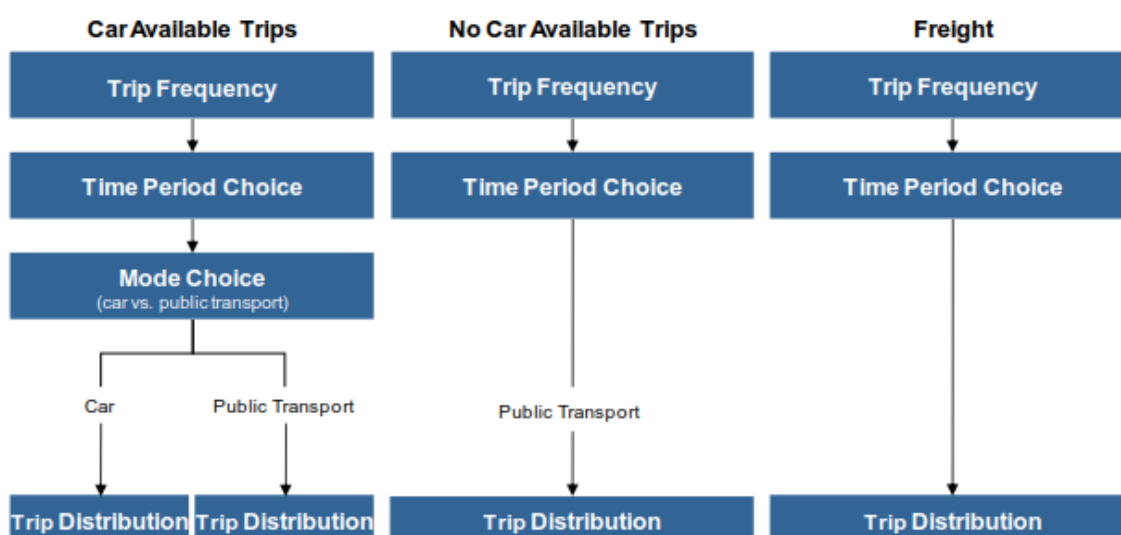 Car Available Trips
No Car Available Trips
Freight
Trip Frequency
Trip Frequency
Trip Frequency
Time Period Choice
Time Period Choice
Time Period Choice
Mode Choice
(car vs. public transport)
Car
Public Transport
Public Transport
Trip Distribution
Trip Distribution
Trip Distribution
Trip Distribution